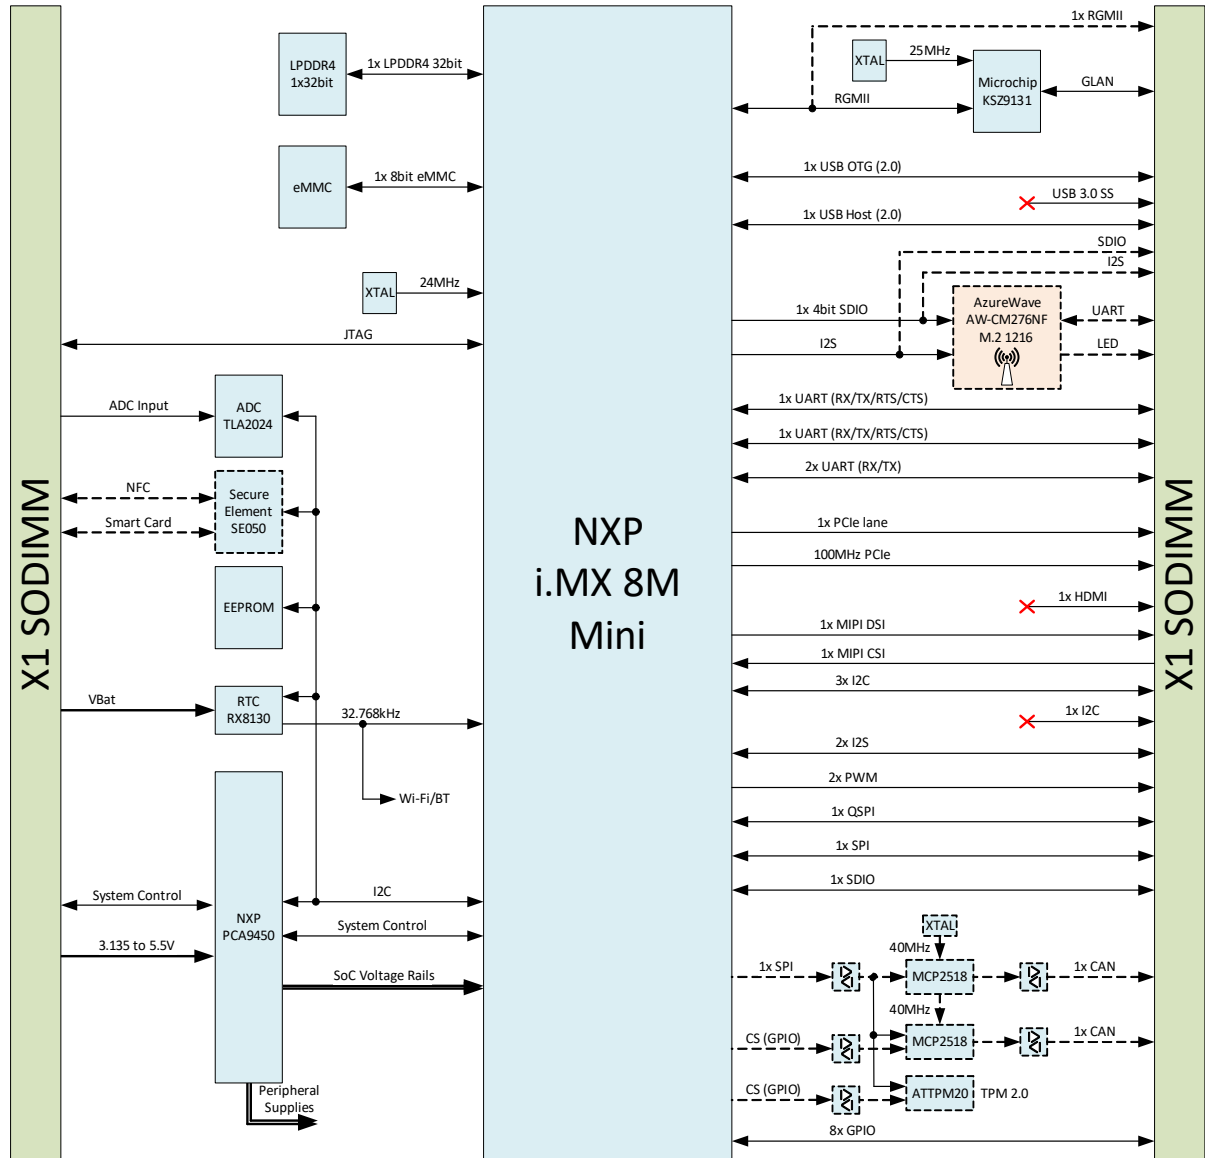 X1 SODIMM
LPDDR4
1x32bit
1x LPDDR4 32bit
eMMC
1x 8bit eMMC
XTAL
24MHz
JTAG
ADC Input
ADC
TLA2024
NFC
Smart Card
Secure
Element
SE050
EEPROM
VBat
RTC
RX8130
32.768kHz
Wi-Fi/BT
System Control
3.135 to 5.5V
NXP
PCA9450
I2C
System Control
SoC Voltage Rails
Peripheral
Supplies
NXP
i.MX 8M
Mini
1x RGMII
XTAL
25MHz
Microchip
KSZ9131
GLAN
RGMII
1x USB OTG (2.0)
USB 3.0 SS
1x USB Host (2.0)
SDIO
I2S
1x 4bit SDIO
I2S
AzureWave
AW-CM276NF
M.2 1216
UART
LED
1x UART (RX/TX/RTS/CTS)
1x UART (RX/TX/RTS/CTS)
2x UART (RX/TX)
1x PCIe lane
100MHz PCIe
1x HDMI
1x MIPI DSI
1x MIPI CSI
3x I2C
1x I2C
2x I2S
2x PWM
1x QSPI
1x SPI
1x SDIO
XTAL
40MHz
1x SPI
MCP2518
1x CAN
40MHz
CS (GPIO)
MCP2518
1x CAN
CS (GPIO)
ATTPM20
TPM 2.0
8x GPIO
X1 SODIMM